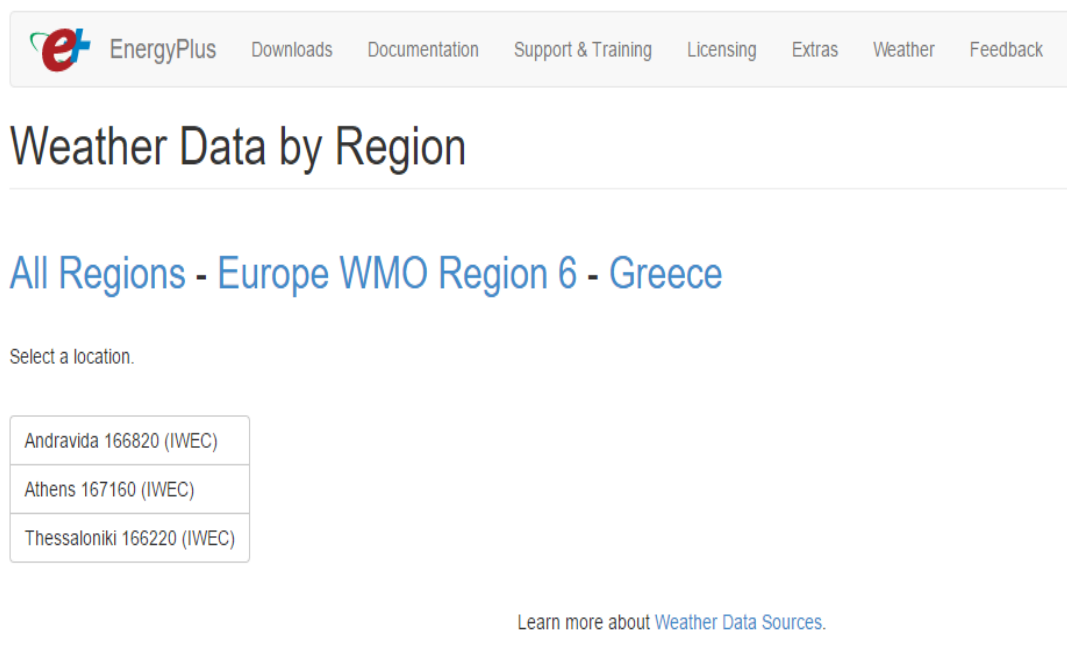 e+ EnergyPlus Downloads Documentation Support & Training Licensing Extras Weather Feedback
Weather Data by Region
All Regions - Europe WMO Region 6 - Greece
Select a location.
Andravida 166820 (IWEC)
Athens 167160 (IWEC)
Thessaloniki 166220 (IWEC)
Learn more about Weather Data Sources.